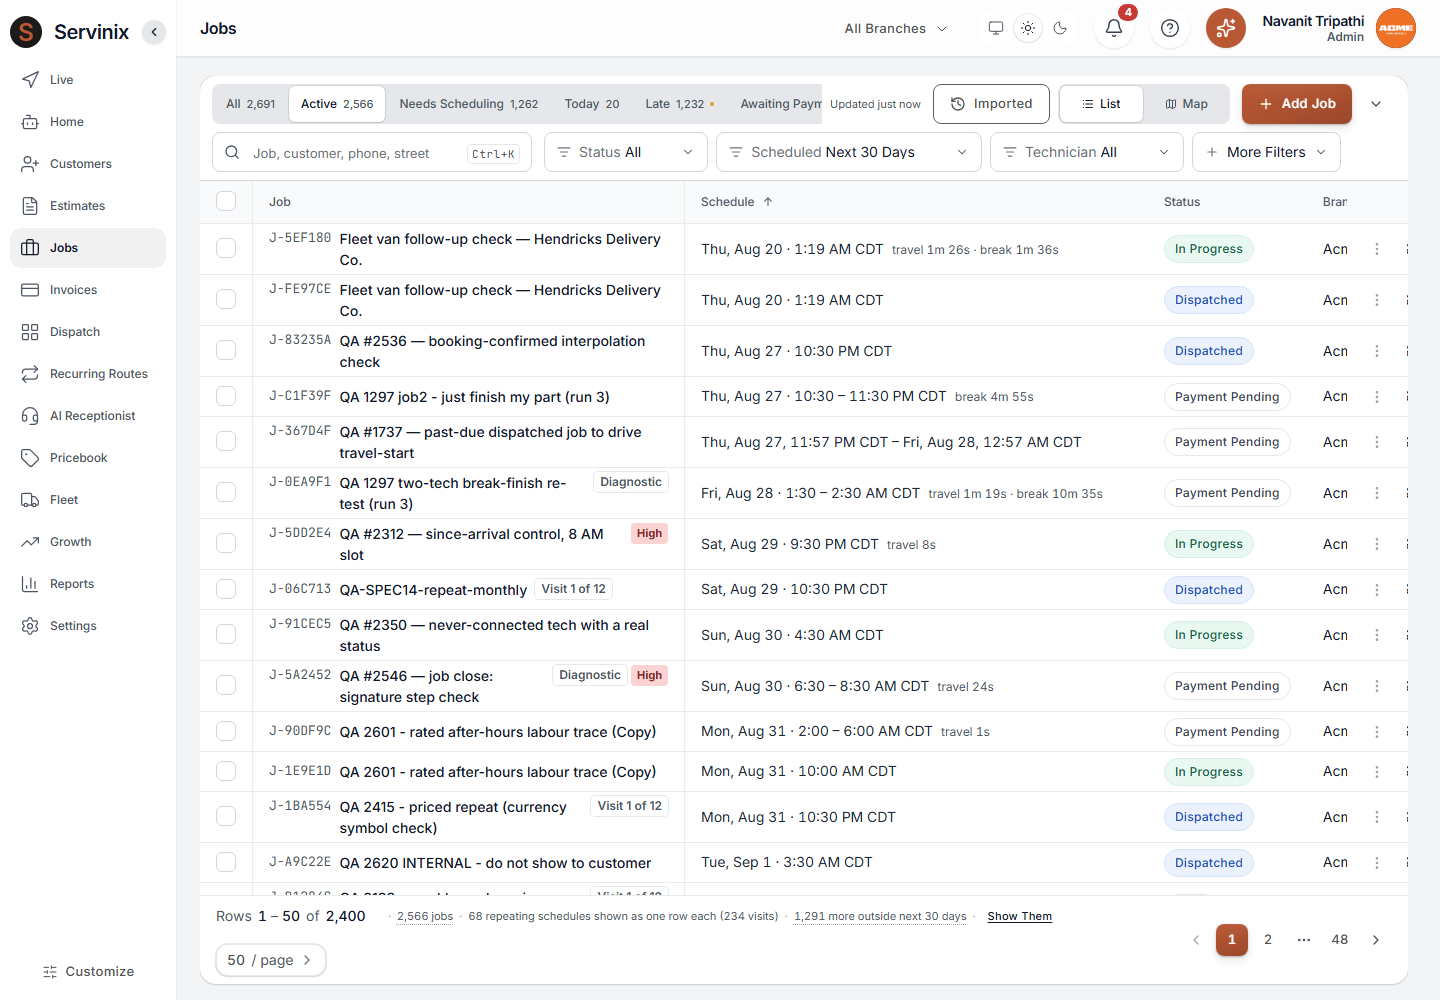 Servinix
Jobs
All Branches
4
Navanit Tripathi
Admin
ACME
Live
Home
Customers
Estimates
Jobs
Invoices
Dispatch
Recurring Routes
AI Receptionist
Pricebook
Fleet
Growth
Reports
Settings
Customize
All 2,691
Active 2,566
Needs Scheduling 1,262
Today 20
Late 1,232
Awaiting Paym
Updated just now
Imported
List
Map
Add Job
Job, customer, phone, street
Ctrl+K
Status All
Scheduled Next 30 Days
Technician All
More Filters
Job
Schedule
Status
Bran
J-5EF180 Fleet van follow-up check — Hendricks Delivery
Co.
Thu, Aug 20 · 1:19 AM CDT travel 1m 26s · break 1m 36s
In Progress
Acn
J-FE97CE Fleet van follow-up check — Hendricks Delivery
Co.
Thu, Aug 20 · 1:19 AM CDT
Dispatched
Acn
J-83235A QA #2536 — booking-confirmed interpolation
check
Thu, Aug 27 · 10:30 PM CDT
Dispatched
Acn
J-C1F39F QA 1297 job2 - just finish my part (run 3)
Thu, Aug 27 · 10:30 – 11:30 PM CDT break 4m 55s
Payment Pending
Acn
J-367D4F QA #1737 — past-due dispatched job to drive
travel-start
Thu, Aug 27, 11:57 PM CDT – Fri, Aug 28, 12:57 AM CDT
Payment Pending
Acn
J-0EA9F1 QA 1297 two-tech break-finish re-
test (run 3)
Diagnostic
Fri, Aug 28 · 1:30 – 2:30 AM CDT travel 1m 19s · break 10m 35s
Payment Pending
Acn
J-5DD2E4 QA #2312 — since-arrival control, 8 AM
slot
High
Sat, Aug 29 · 9:30 PM CDT travel 8s
In Progress
Acn
J-06C713 QA-SPEC14-repeat-monthly Visit 1 of 12
Sat, Aug 29 · 10:30 PM CDT
Dispatched
Acn
J-91CEC5 QA #2350 — never-connected tech with a real
status
Sun, Aug 30 · 4:30 AM CDT
In Progress
Acn
J-5A2452 QA #2546 — job close:
signature step check
Diagnostic High
Sun, Aug 30 · 6:30 – 8:30 AM CDT travel 24s
Payment Pending
Acn
J-90DF9C QA 2601 - rated after-hours labour trace (Copy)
Mon, Aug 31 · 2:00 – 6:00 AM CDT travel 1s
Payment Pending
Acn
J-1E9E1D QA 2601 - rated after-hours labour trace (Copy)
Mon, Aug 31 · 10:00 AM CDT
In Progress
Acn
J-1BA554 QA 2415 - priced repeat (currency
symbol check)
Visit 1 of 12
Mon, Aug 31 · 10:30 PM CDT
Dispatched
Acn
J-A9C22E QA 2620 INTERNAL - do not show to customer
Tue, Sep 1 · 3:30 AM CDT
Dispatched
Acn
Rows 1 – 50 of 2,400 · 2,566 jobs · 68 repeating schedules shown as one row each (234 visits) · 1,291 more outside next 30 days · Show Them
50 / page
1 2 ••• 48